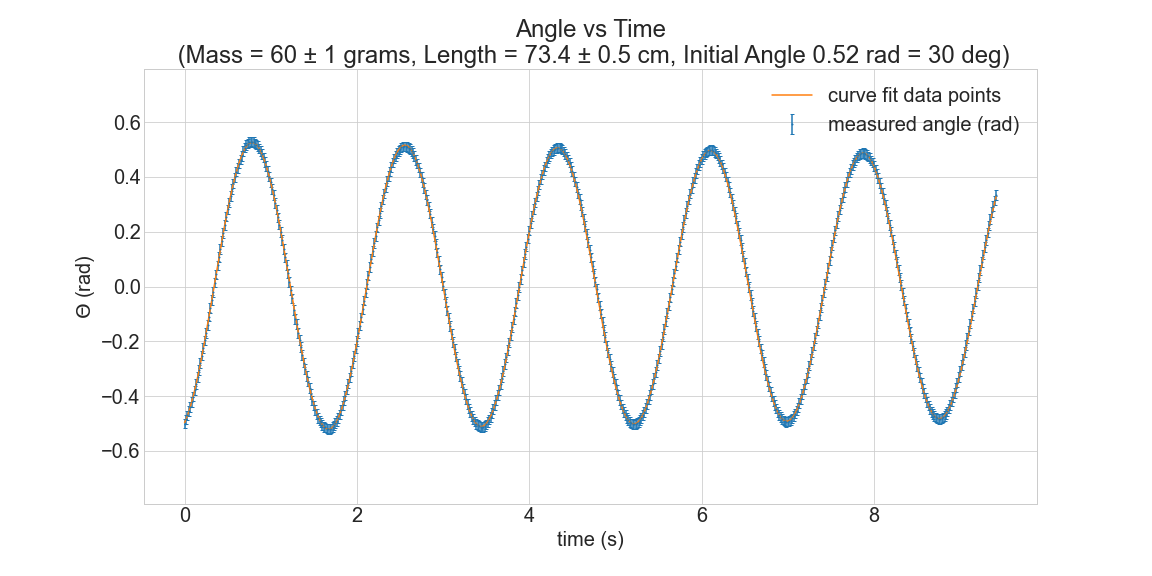 Angle vs Time
(Mass = 60 ± 1 grams, Length = 73.4 ± 0.5 cm, Initial Angle 0.52 rad = 30 deg)
curve fit data points
measured angle (rad)
0.6
0.4
0.2
0.0
−0.2
−0.4
−0.6
Θ (rad)
0 2 4 6 8
time (s)